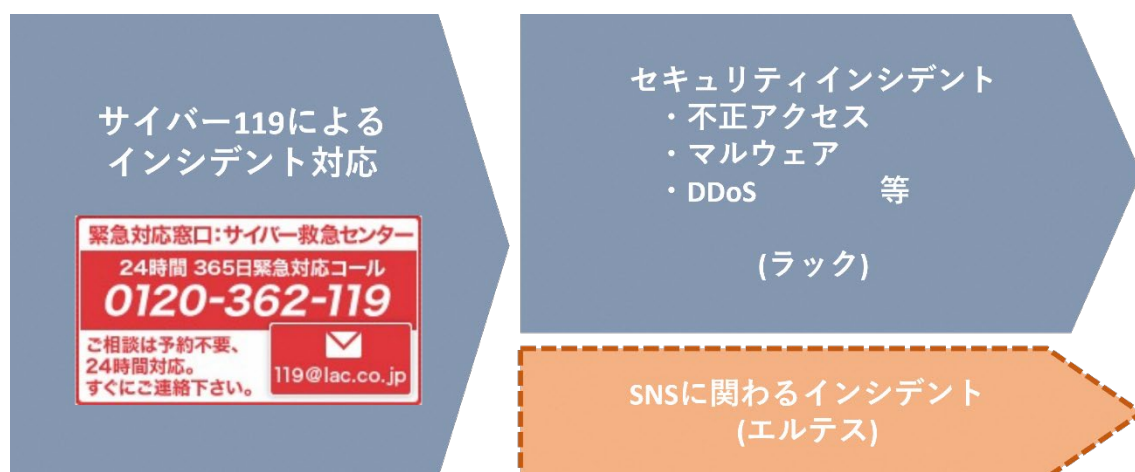 サイバー119による
インシデント対応
緊急対応窓口:サイバー救急センター
24時間 365日緊急対応コール
0120-362-119
ご相談は予約不要、
24時間対応。
すぐにご連絡下さい。
119@lac.co.jp
セキュリティインシデント
・不正アクセス
・マルウェア
・DDoS 等
(ラック)
SNSに関わるインシデント
(エルテス)